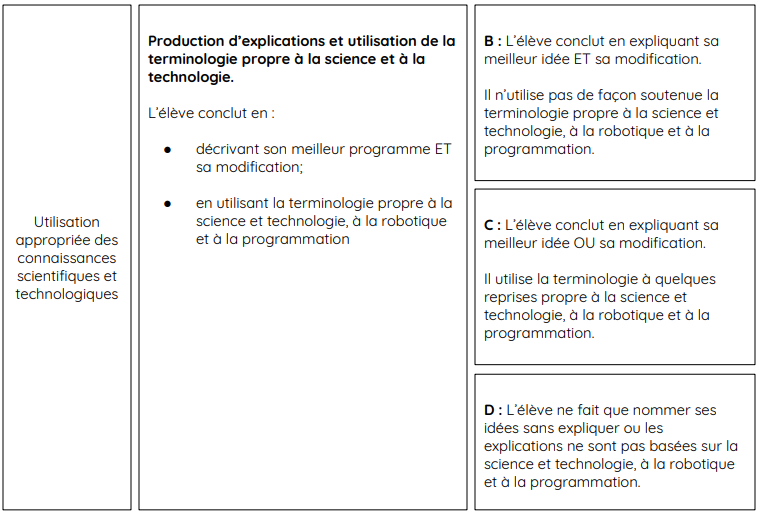 Utilisation
appropriée des
connaissances
scientifiques et
technologiques
Production d’explications et utilisation de la
terminologie propre à la science et à la
technologie.
L’élève conclut en :
● décrivant son meilleur programme ET
sa modification;
● en utilisant la terminologie propre à la
science et technologie, à la robotique
et à la programmation
B : L’élève conclut en expliquant sa
meilleur idée ET sa modification.
Il n’utilise pas de façon soutenue la
terminologie propre à la science et
technologie, à la robotique et à la
programmation.
C : L’élève conclut en expliquant sa
meilleur idée OU sa modification.
Il utilise la terminologie à quelques
reprises propre à la science et
technologie, à la robotique et à la
programmation.
D : L’élève ne fait que nommer ses
idées sans expliquer ou les
explications ne sont pas basées sur la
science et technologie, à la robotique
et à la programmation.